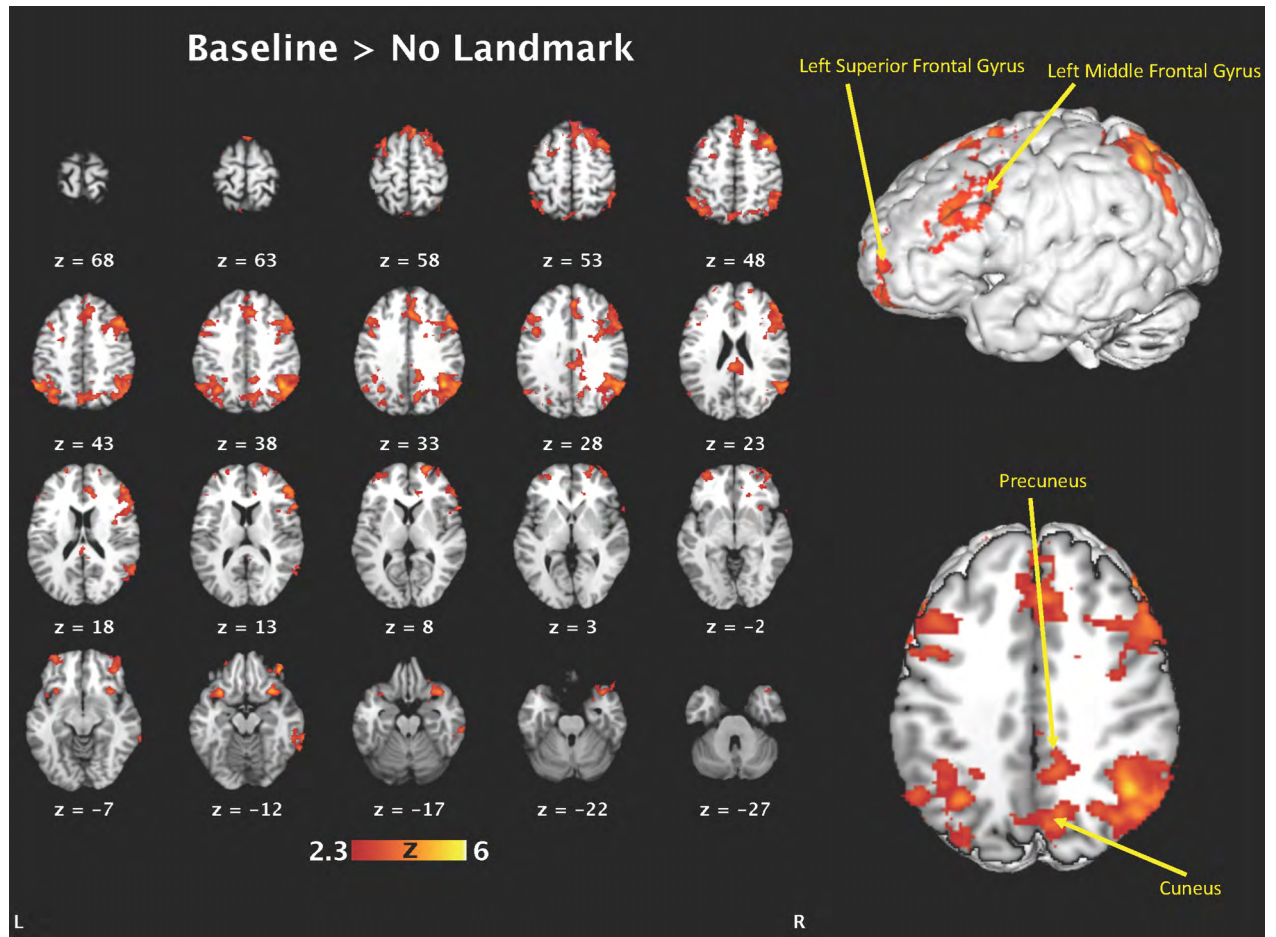 Baseline > No Landmark
Left Superior Frontal Gyrus
Left Middle Frontal Gyrus
z = 68
z = 63
z = 58
z = 53
z = 48
z = 43
z = 38
z = 33
z = 28
z = 23
z = 18
z = 13
z = 8
z = 3
z = -2
z = -7
z = -12
z = -17
z = -22
z = -27
2.3 Z 6
Precuneus
Cuneus
L
R